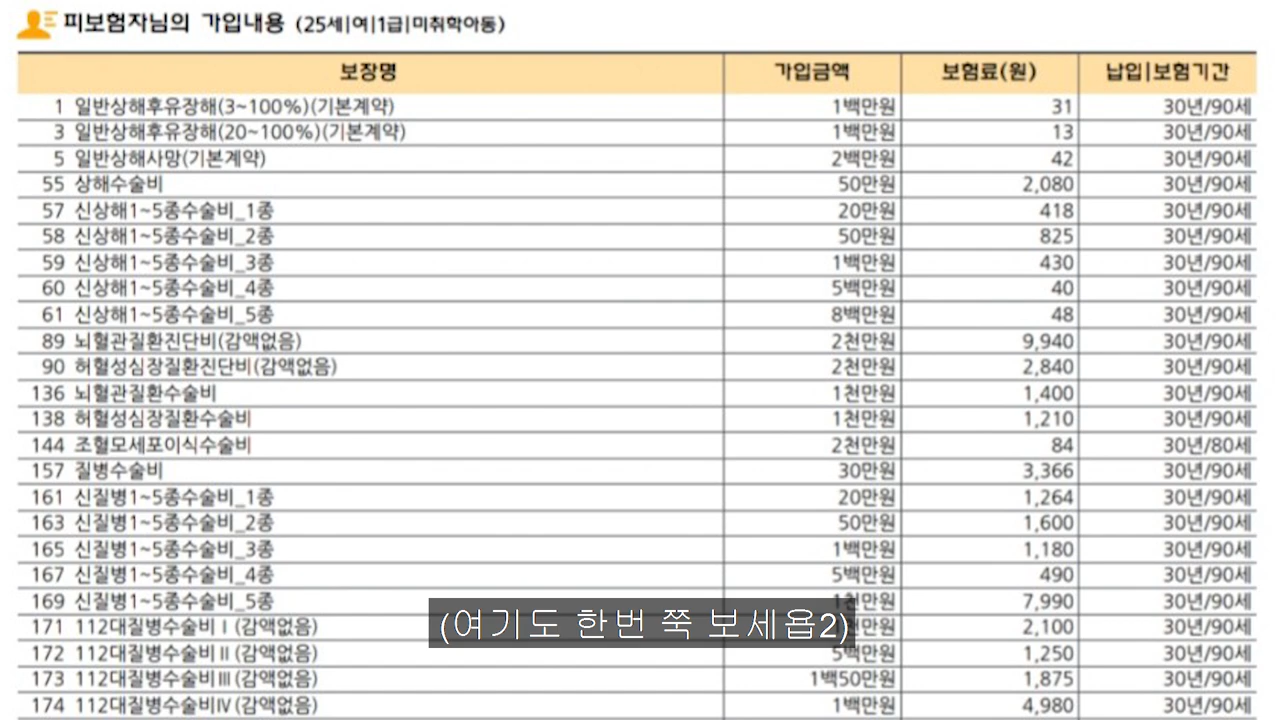 피보험자님의 가입내용 (25세|여|1급|미취학아동)
보장명 가입금액 보험료(원) 납입|보험기간
1 일반상해후유장해(3~100%)(기본계약) 1백만원 31 30년/90세
3 일반상해후유장해(20~100%)(기본계약) 1백만원 13 30년/90세
5 일반상해사망(기본계약) 2백만원 42 30년/90세
55 상해수술비 50만원 2,080 30년/90세
57 신상해1~5종수술비_1종 20만원 418 30년/90세
58 신상해1~5종수술비_2종 50만원 825 30년/90세
59 신상해1~5종수술비_3종 1백만원 430 30년/90세
60 신상해1~5종수술비_4종 5백만원 40 30년/90세
61 신상해1~5종수술비_5종 8백만원 48 30년/90세
89 뇌혈관질환진단비(감액없음) 2천만원 9,940 30년/90세
90 허혈성심장질환진단비(감액없음) 2천만원 2,840 30년/90세
136 뇌혈관질환수술비 1천만원 1,400 30년/90세
138 허혈성심장질환수술비 1천만원 1,210 30년/90세
144 조혈모세포이식수술비 2천만원 84 30년/80세
157 질병수술비 30만원 3,366 30년/90세
161 신질병1~5종수술비_1종 20만원 1,264 30년/90세
163 신질병1~5종수술비_2종 50만원 1,600 30년/90세
165 신질병1~5종수술비_3종 1백만원 1,180 30년/90세
167 신질병1~5종수술비_4종 5백만원 490 30년/90세
169 신질병1~5종수술비_5종 1천만원 7,990 30년/90세
171 112대질병수술비Ⅰ(감액없음) 2,100 30년/90세
(여기도 한번 쭉 보세욥2)
172 112대질병수술비Ⅱ(감액없음) 5백만원 1,250 30년/90세
173 112대질병수술비Ⅲ(감액없음) 1백50만원 1,875 30년/90세
174 112대질병수술비Ⅳ(감액없음) 1백만원 4,980 30년/90세